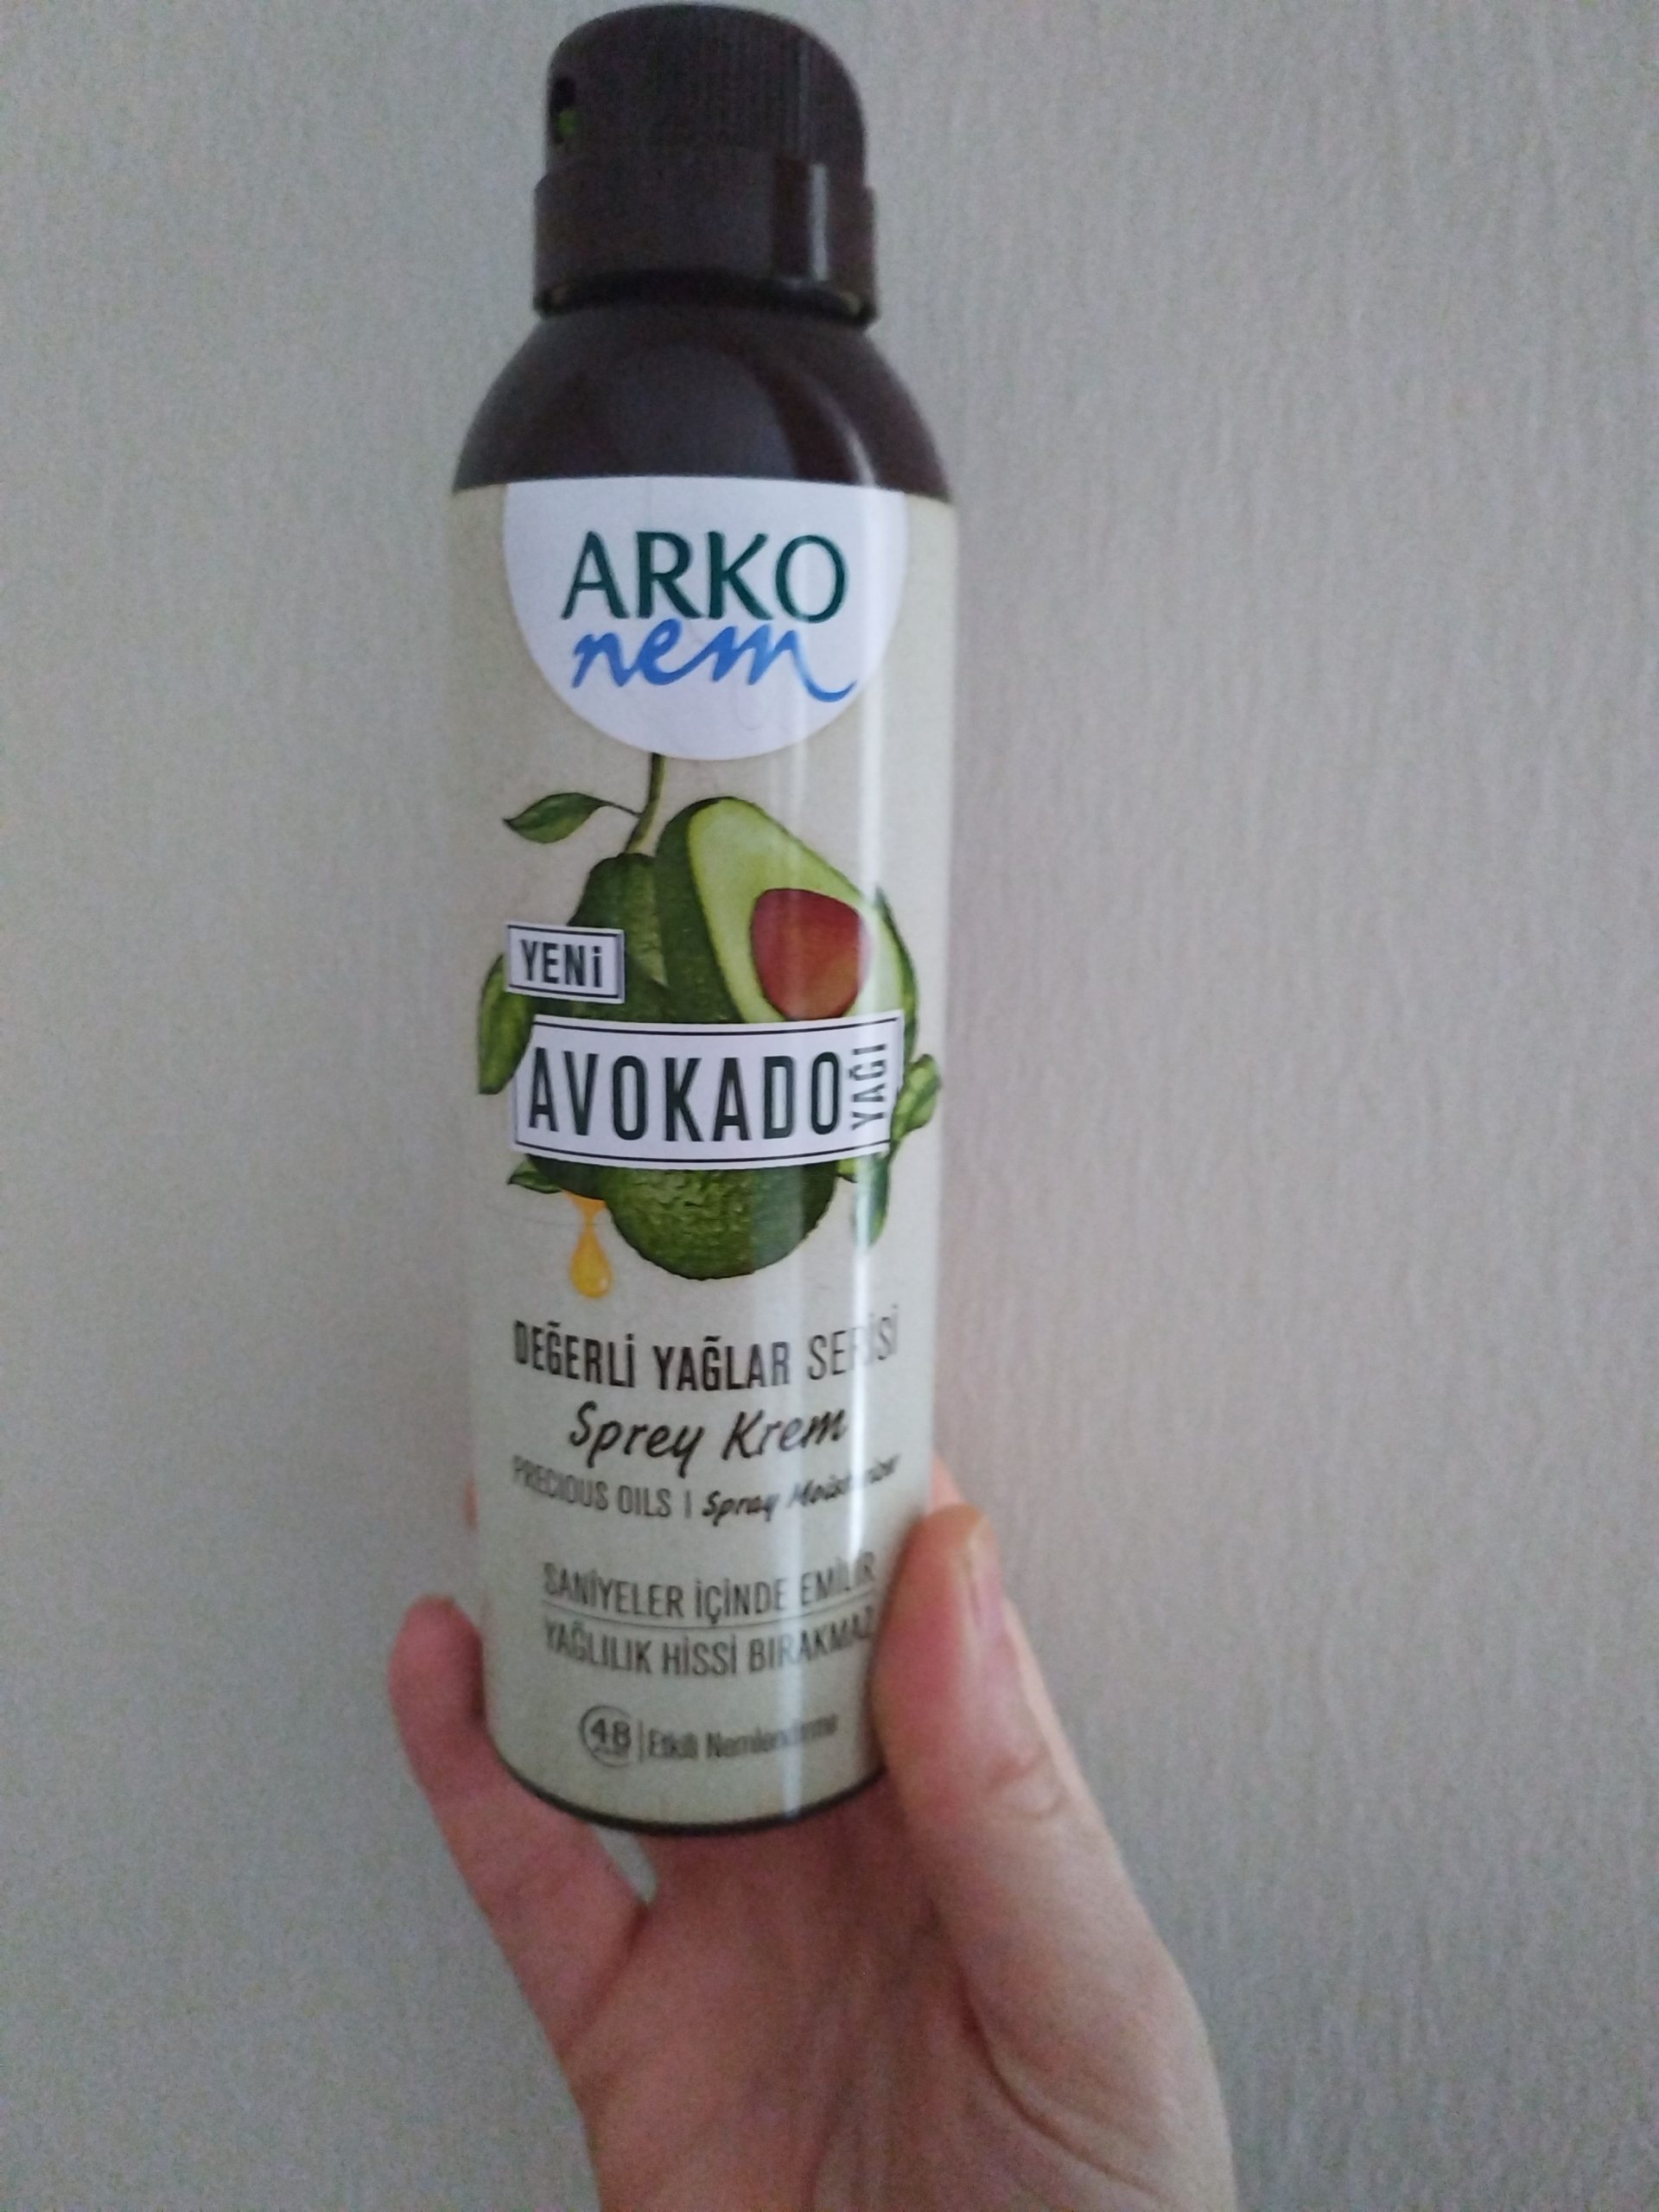 ARKO
nem
YENİ
AVOKADO YAĞI
DEĞERLİ YAĞLAR SERİSİ
Sprey Krem
PRECIOUS OILS | Spray Moisturizer
SANİYELER İÇİNDE EMİLİR
YAĞLILIK HİSSİ BIRAKMAZ
48 | Etkili Nemlendirme